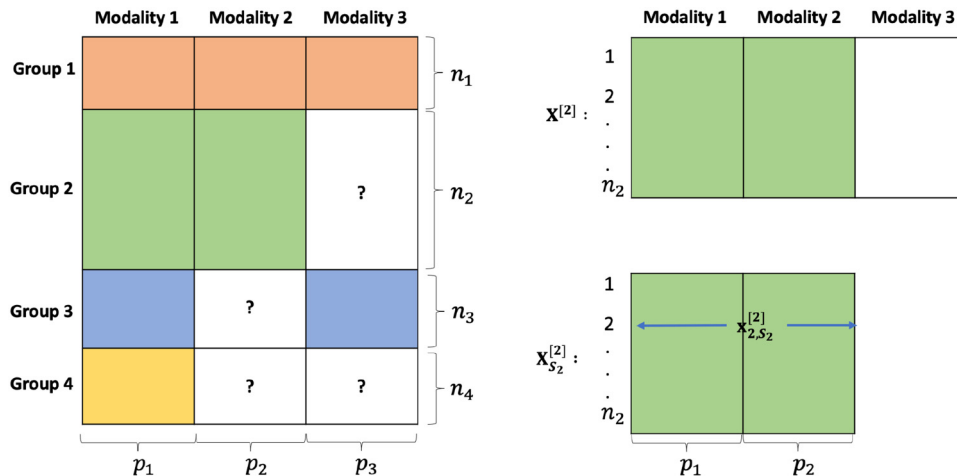 Modality 1 Modality 2 Modality 3
Group 1 n₁
Group 2 ? n₂
Group 3 ? n₃
Group 4 ? ? n₄
p₁ p₂ p₃
Modality 1 Modality 2 Modality 3
1
2
X^[2] :
.
.
.
n₂
1
2 x^[2]_{2,S₂}
X^[2]_{S₂} :
.
.
.
n₂
p₁ p₂